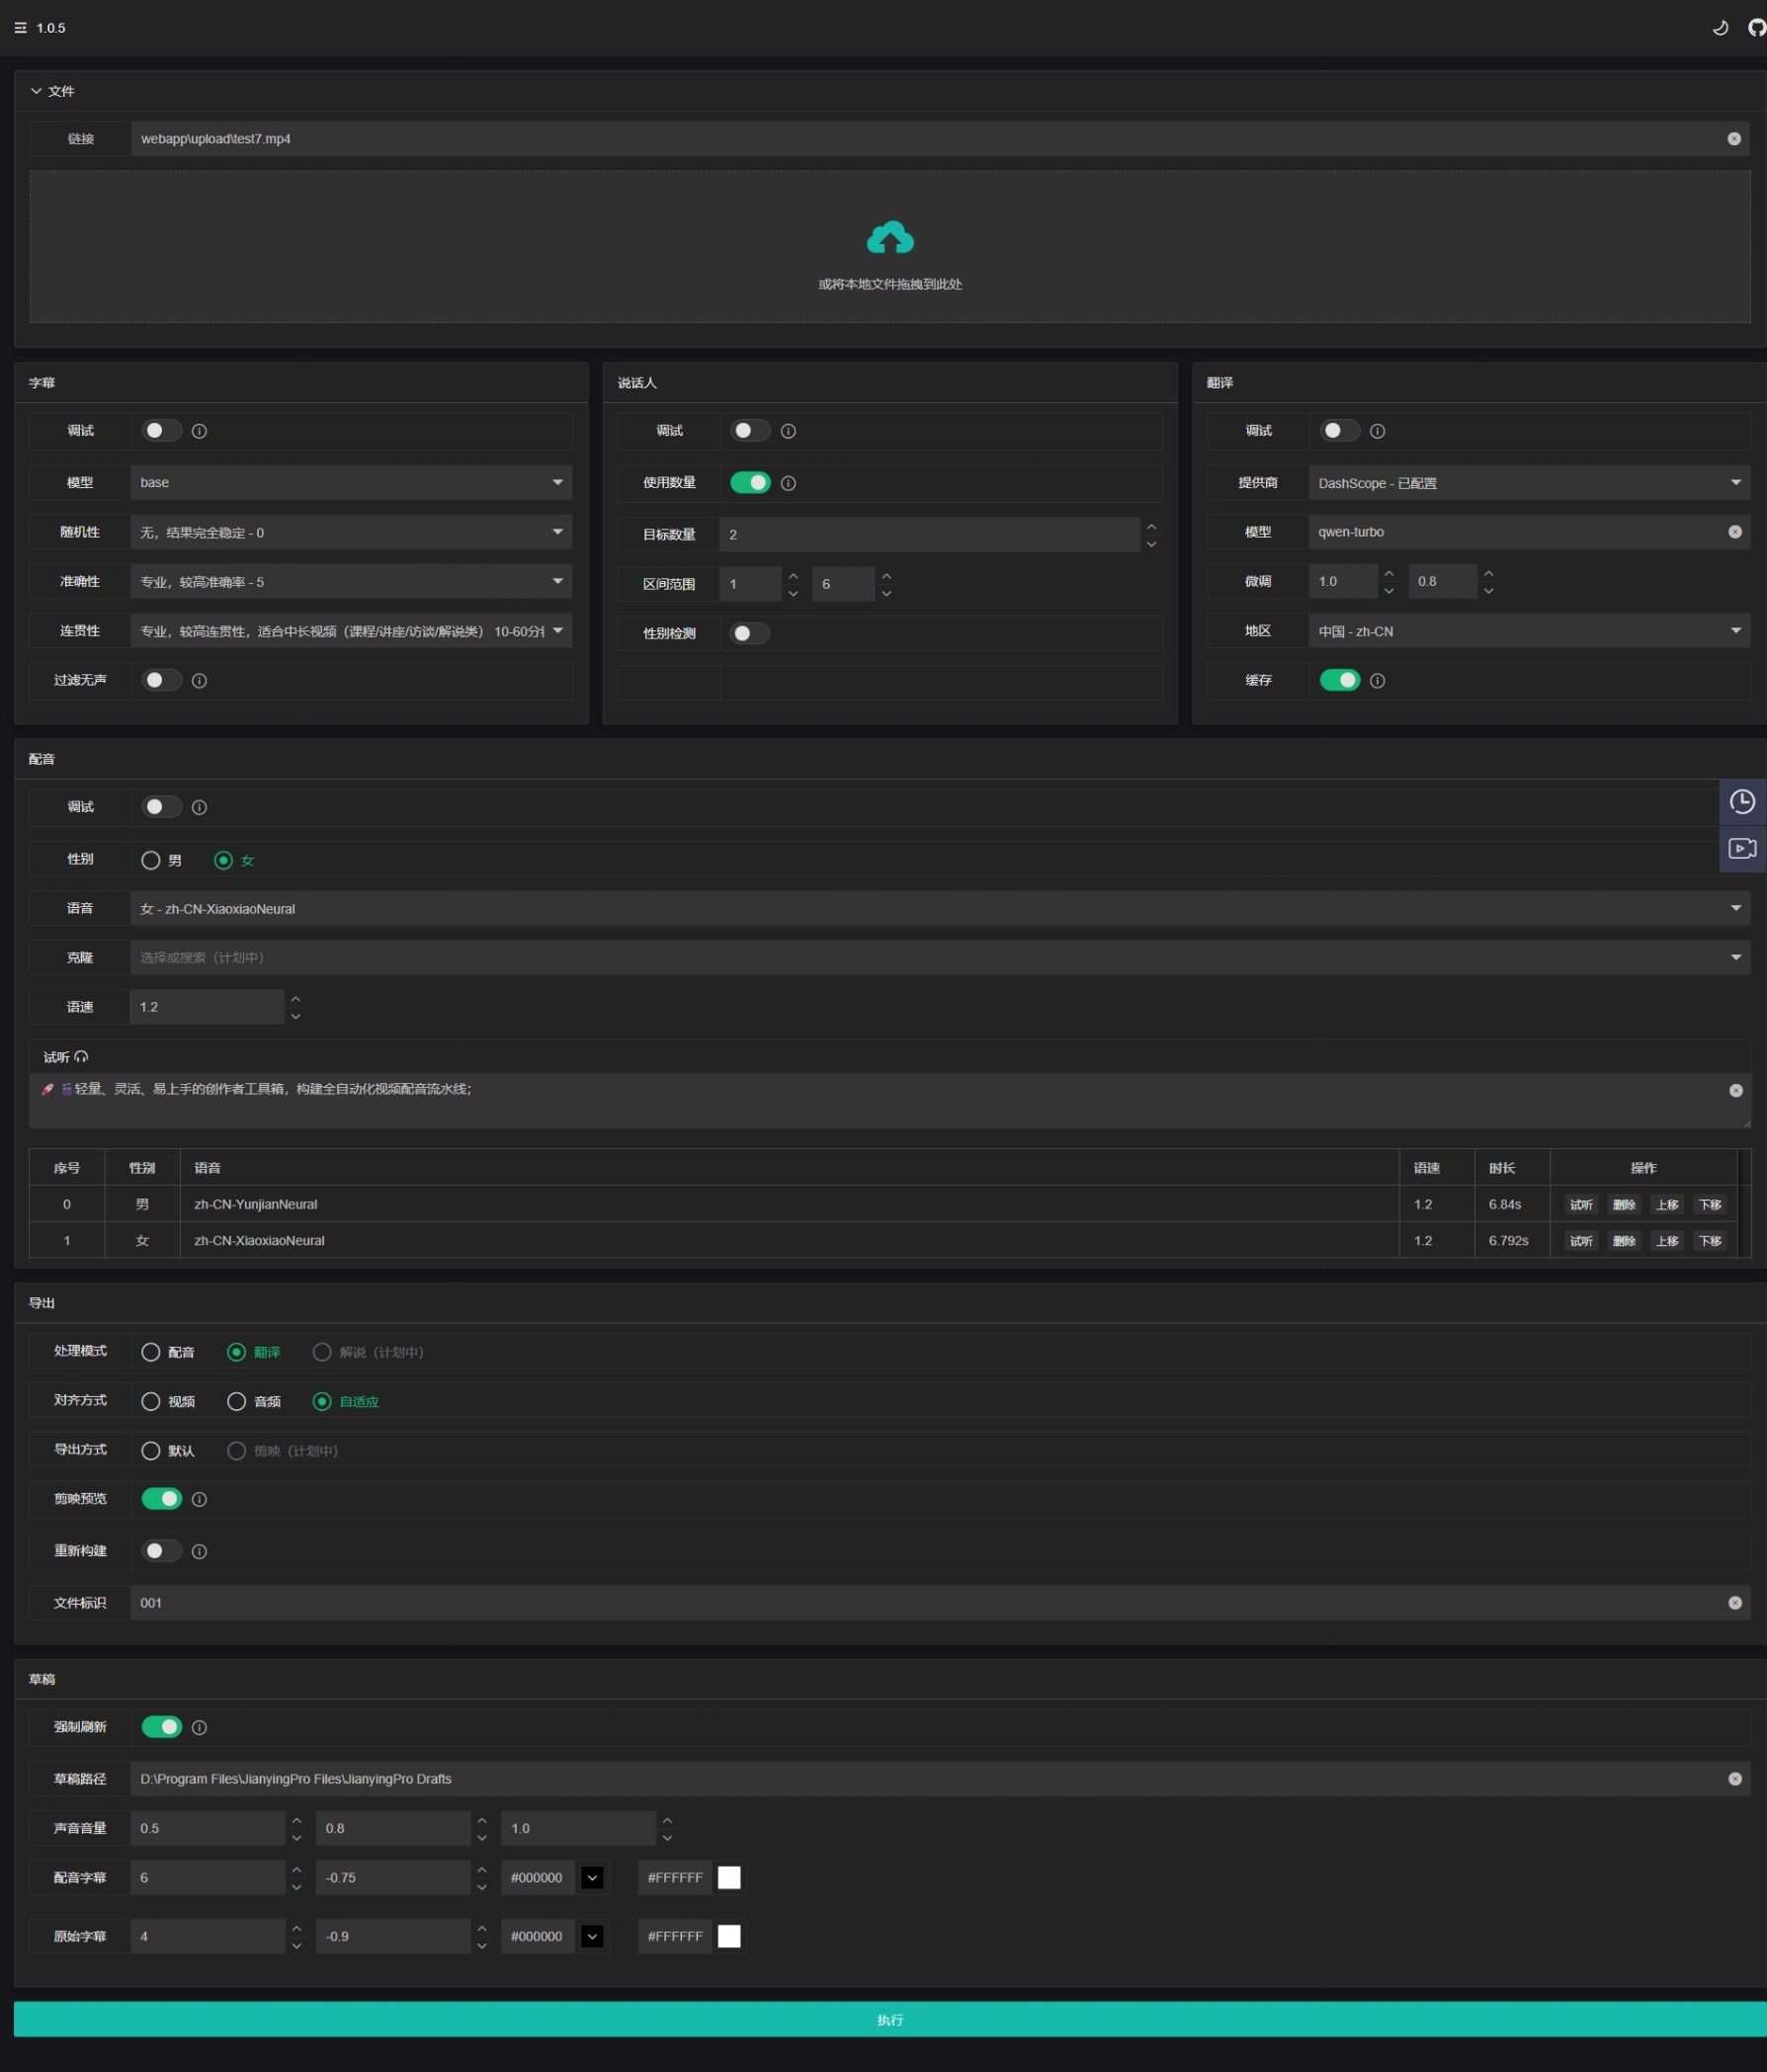 1.0.5
文件
链接 webapp\upload\test7.mp4
或将本地文件拖拽到此处
字幕
调试
模型 base
随机性 无，结果完全稳定 - 0
准确性 专业，较高准确率 - 5
连贯性 专业，较高连贯性，适合中长视频（课程/讲座/访谈/解说类） 10-60分
过滤无声
说话人
调试
使用数量
目标数量 2
区间范围 1 6
性别检测
翻译
调试
提供商 DashScope - 已配置
模型 qwen-turbo
微调 1.0 0.8
地区 中国 - zh-CN
缓存
配音
调试
性别 男 女
语音 女 - zh-CN-XiaoxiaoNeural
克隆 选择或搜索（计划中）
语速 1.2
试听
🚀 🎬轻量、灵活、易上手的创作者工具箱，构建全自动化视频配音流水线；
序号 性别 语音 语速 时长 操作
0 男 zh-CN-YunjianNeural 1.2 6.84s 试听 删除 上移 下移
1 女 zh-CN-XiaoxiaoNeural 1.2 6.792s 试听 删除 上移 下移
导出
处理模式 配音 翻译 解说（计划中）
对齐方式 视频 音频 自适应
导出方式 默认 剪映（计划中）
剪映预览
重新构建
文件标识 001
草稿
强制刷新
草稿路径 D:\Program Files\JianyingPro Files\JianyingPro Drafts
声音音量 0.5 0.8 1.0
配音字幕 6 -0.75 #000000 #FFFFFF
原始字幕 4 -0.9 #000000 #FFFFFF
执行